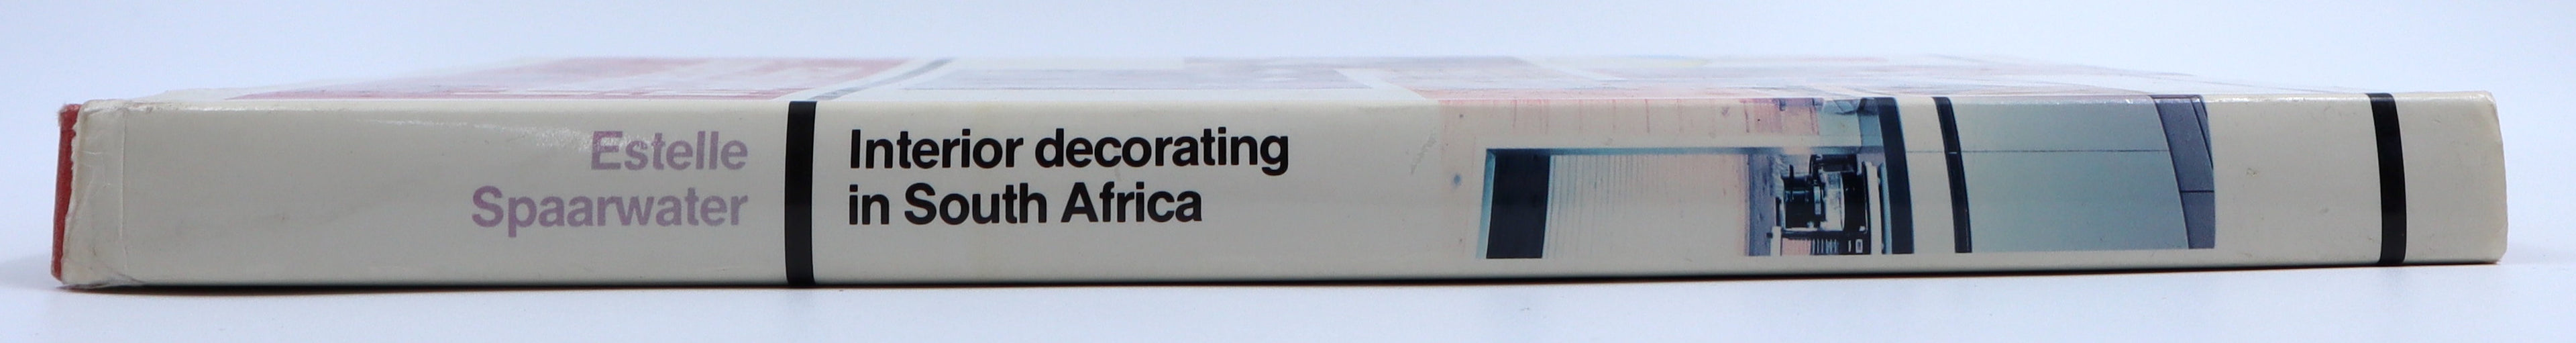 Estelle
Spaarwater
Interior decorating
in South Africa